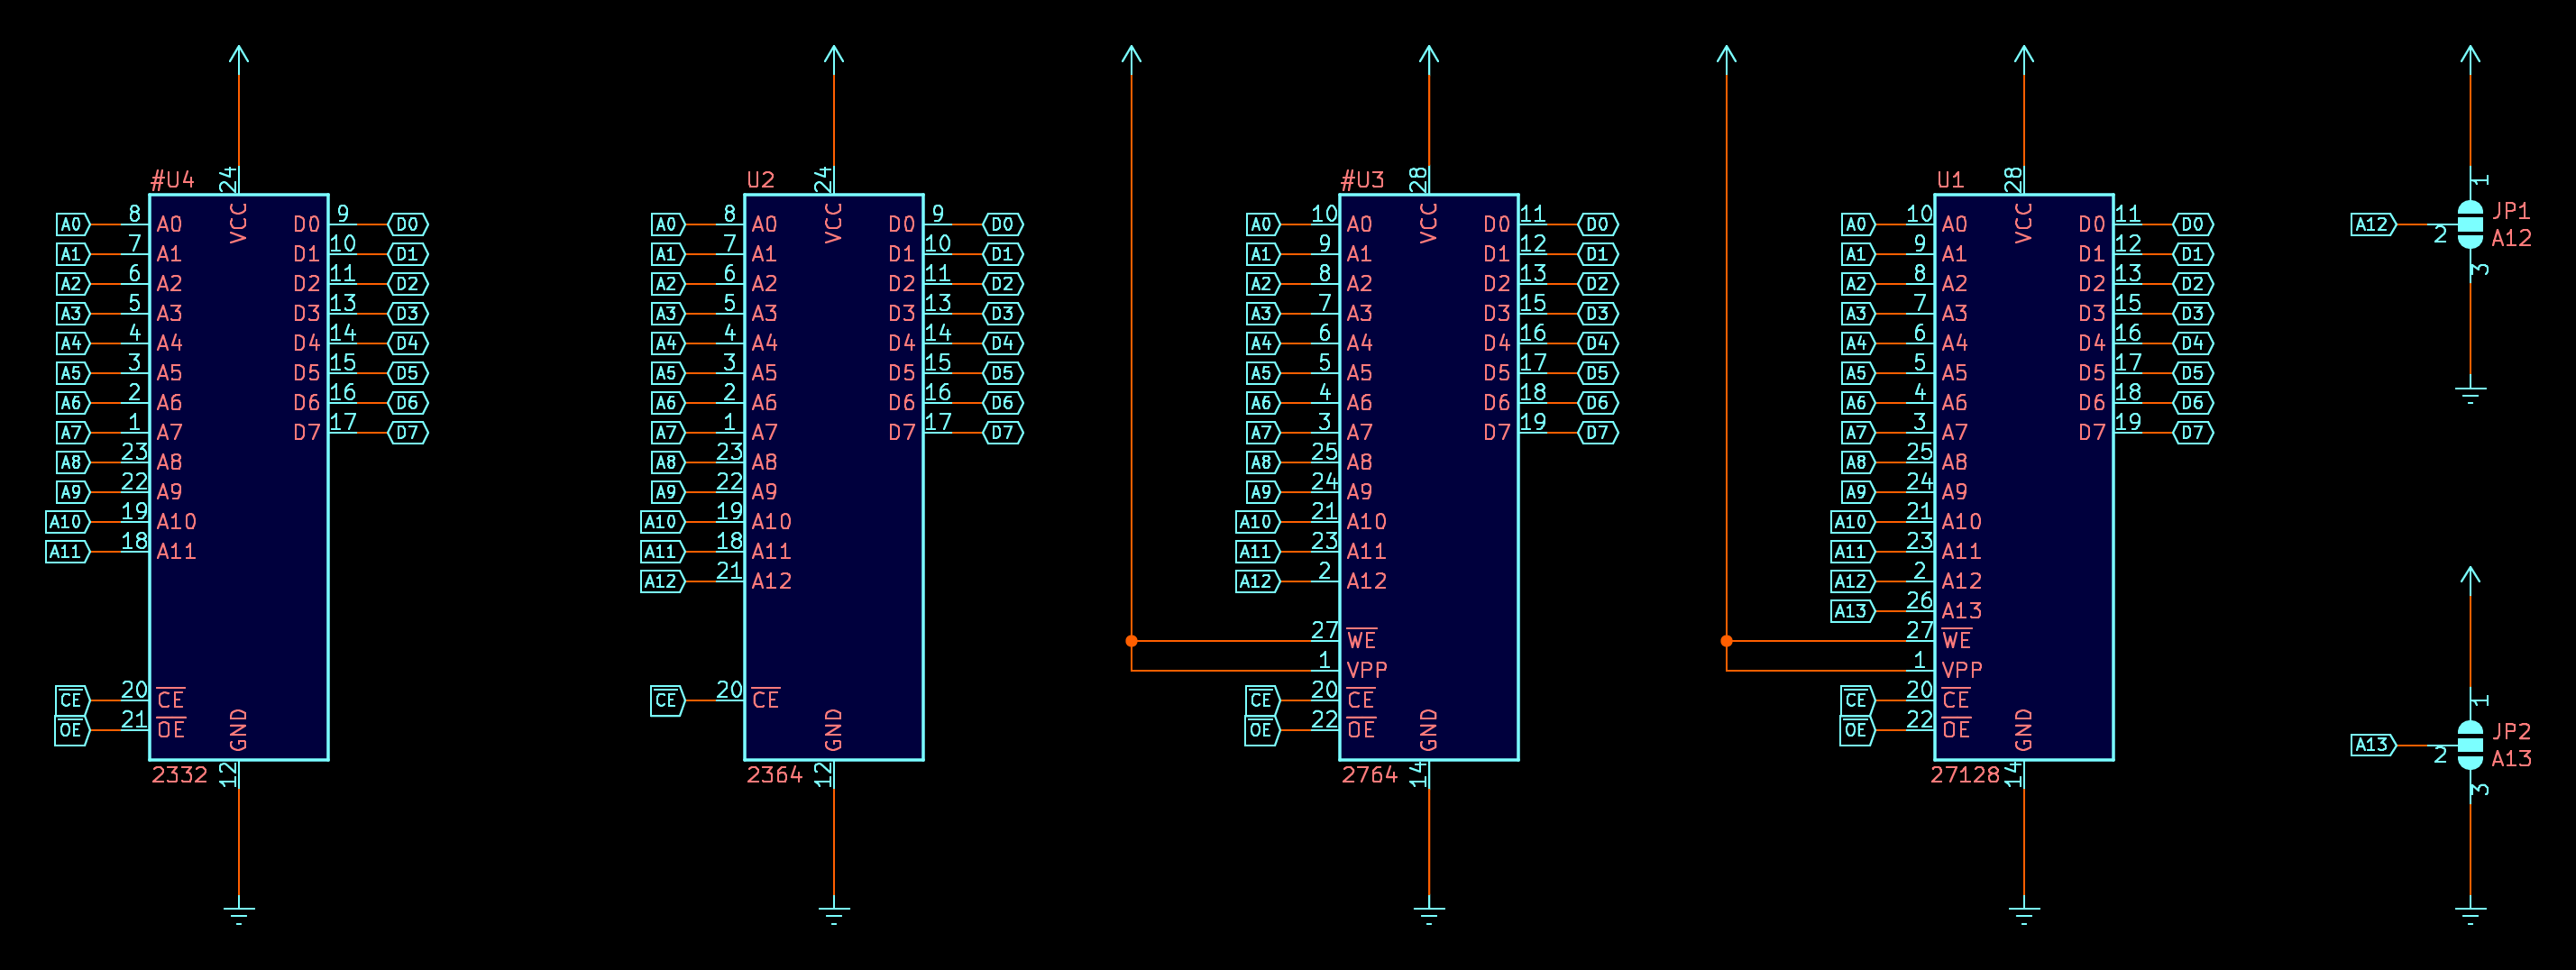 #U4
24
VCC
A0 8 A0 D0 9 D0
A1 7 A1 D1 10 D1
A2 6 A2 D2 11 D2
A3 5 A3 D3 13 D3
A4 4 A4 D4 14 D4
A5 3 A5 D5 15 D5
A6 2 A6 D6 16 D6
A7 1 A7 D7 17 D7
A8 23 A8
A9 22 A9
A10 19 A10
A11 18 A11
CE 20 CE
OE 21 OE
GND
2332
12
U2
24
VCC
A0 8 A0 D0 9 D0
A1 7 A1 D1 10 D1
A2 6 A2 D2 11 D2
A3 5 A3 D3 13 D3
A4 4 A4 D4 14 D4
A5 3 A5 D5 15 D5
A6 2 A6 D6 16 D6
A7 1 A7 D7 17 D7
A8 23 A8
A9 22 A9
A10 19 A10
A11 18 A11
A12 21 A12
CE 20 CE
GND
2364
12
#U3
28
VCC
A0 10 A0 D0 11 D0
A1 9 A1 D1 12 D1
A2 8 A2 D2 13 D2
A3 7 A3 D3 15 D3
A4 6 A4 D4 16 D4
A5 5 A5 D5 17 D5
A6 4 A6 D6 18 D6
A7 3 A7 D7 19 D7
A8 25 A8
A9 24 A9
A10 21 A10
A11 23 A11
A12 2 A12
27 WE
1 VPP
CE 20 CE
OE 22 OE
GND
2764
14
U1
28
VCC
A0 10 A0 D0 11 D0
A1 9 A1 D1 12 D1
A2 8 A2 D2 13 D2
A3 7 A3 D3 15 D3
A4 6 A4 D4 16 D4
A5 5 A5 D5 17 D5
A6 4 A6 D6 18 D6
A7 3 A7 D7 19 D7
A8 25 A8
A9 24 A9
A10 21 A10
A11 23 A11
A12 2 A12
A13 26 A13
27 WE
1 VPP
CE 20 CE
OE 22 OE
GND
27128
14
1
JP1
A12 2 A12
3
1
JP2
A13 2 A13
3